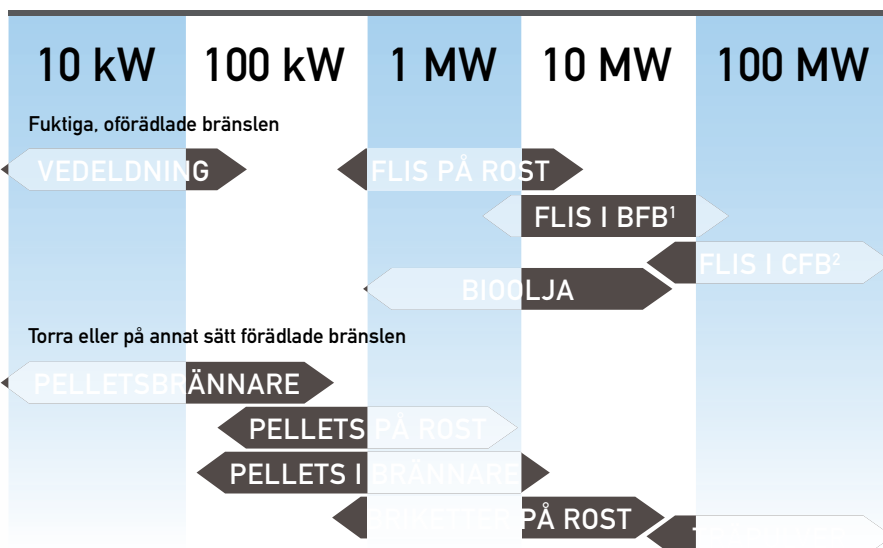 10 kW 100 kW 1 MW 10 MW 100 MW
Fuktiga, oförädlade bränslen
VEDELDNING FLIS PÅ ROST
FLIS I BFB¹
FLIS I CFB²
BIOOLJA
Torra eller på annat sätt förädlade bränslen
PELLETSBRÄNNARE
PELLETS PÅ ROST
PELLETS I BRÄNNARE
BRIKETTER PÅ ROST